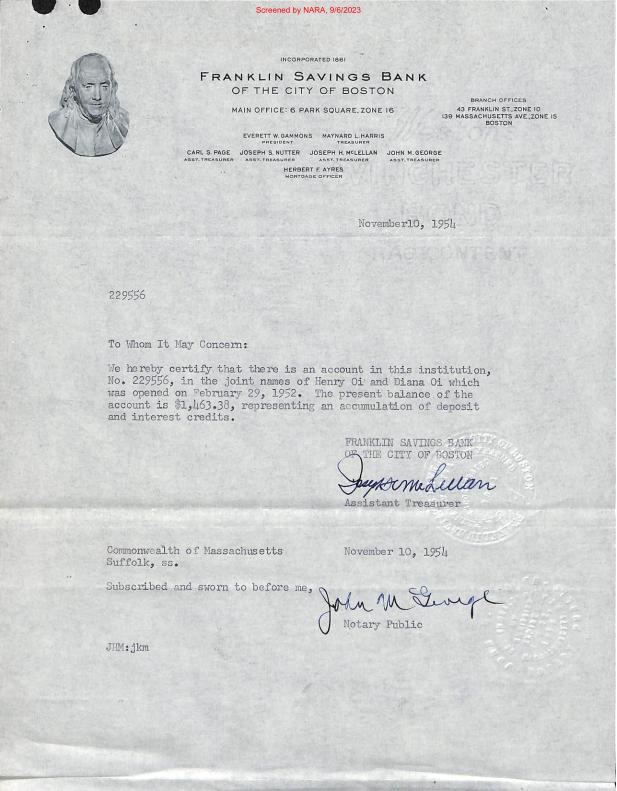 Screened by NARA, 9/6/2023
INCORPORATED 1861
FRANKLIN SAVINGS BANK
OF THE CITY OF BOSTON
MAIN OFFICE: 6 PARK SQUARE, ZONE 16
BRANCH OFFICES
43 FRANKLIN ST., ZONE 10
139 MASSACHUSETTS AVE., ZONE 15
BOSTON
EVERETT W. GAMMONS MAYNARD L. HARRIS
PRESIDENT TREASURER
CARL S. PAGE JOSEPH S. NUTTER JOSEPH H. McLELLAN JOHN M. GEORGE
ASST. TREASURER ASST. TREASURER ASST. TREASURER ASST. TREASURER
HERBERT F. AYRES
MORTGAGE OFFICER
November10, 1954
229556
To Whom It May Concern:
We hereby certify that there is an account in this institution,
No. 229556, in the joint names of Henry Oi and Diana Oi which
was opened on February 29, 1952. The present balance of the
account is $1,463.38, representing an accumulation of deposit
and interest credits.
FRANKLIN SAVINGS BANK
OF THE CITY OF BOSTON
Joseph H McLellan
Assistant Treasurer
Commonwealth of Massachusetts November 10, 1954
Suffolk, ss.
Subscribed and sworn to before me,
John M George
Notary Public
JHM:jkm